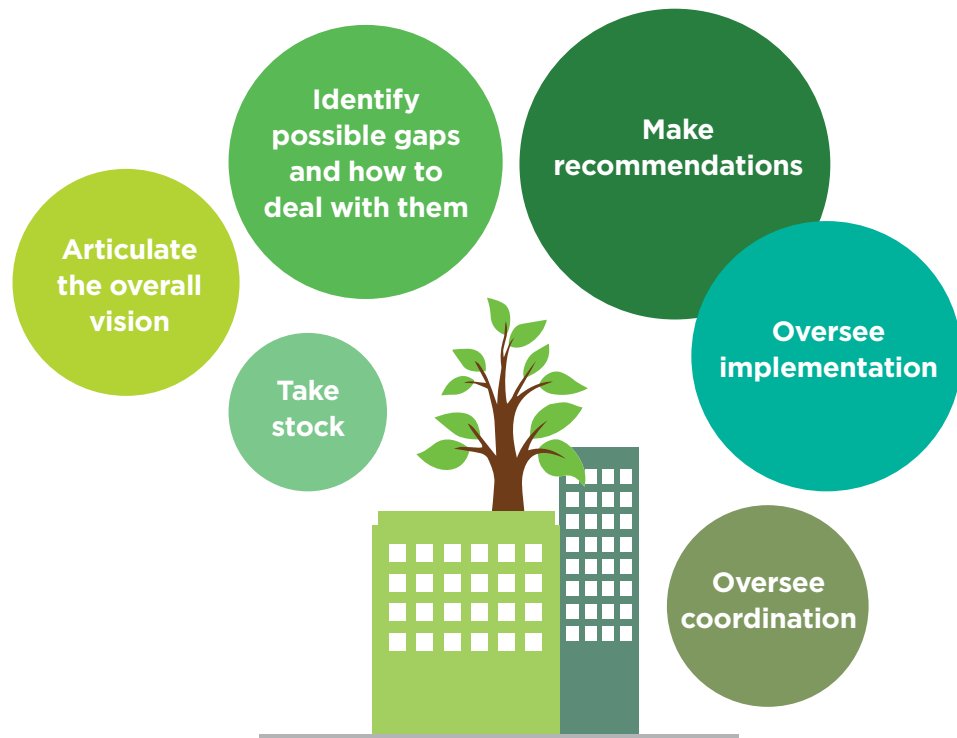 Identify
possible gaps
and how to
deal with them
Make
recommendations
Articulate
the overall
vision
Take
stock
Oversee
implementation
Oversee
coordination